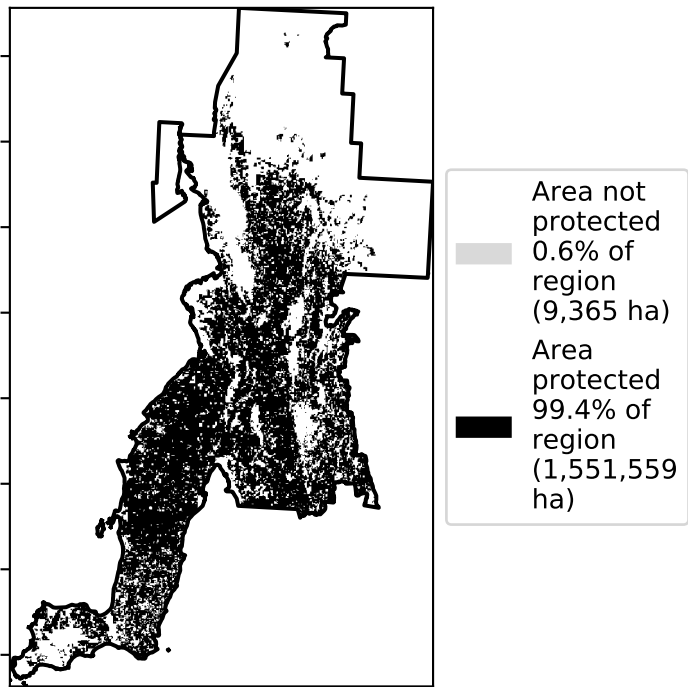 Area not
protected
0.6% of
region
(9,365 ha)
Area
protected
99.4% of
region
(1,551,559
ha)